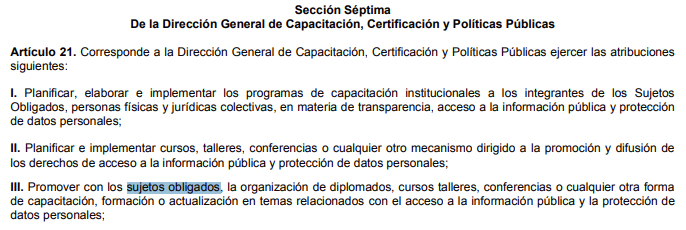 Sección Séptima
De la Dirección General de Capacitación, Certificación y Políticas Públicas
Artículo 21. Corresponde a la Dirección General de Capacitación, Certificación y Políticas Públicas ejercer las atribuciones
siguientes:
I. Planificar, elaborar e implementar los programas de capacitación institucionales a los integrantes de los Sujetos
Obligados, personas físicas y jurídicas colectivas, en materia de transparencia, acceso a la información pública y protección
de datos personales;
II. Planificar e implementar cursos, talleres, conferencias o cualquier otro mecanismo dirigido a la promoción y difusión de
los derechos de acceso a la información pública y protección de datos personales;
III. Promover con los sujetos obligados, la organización de diplomados, cursos talleres, conferencias o cualquier otra forma
de capacitación, formación o actualización en temas relacionados con el acceso a la información pública y la protección de
datos personales;